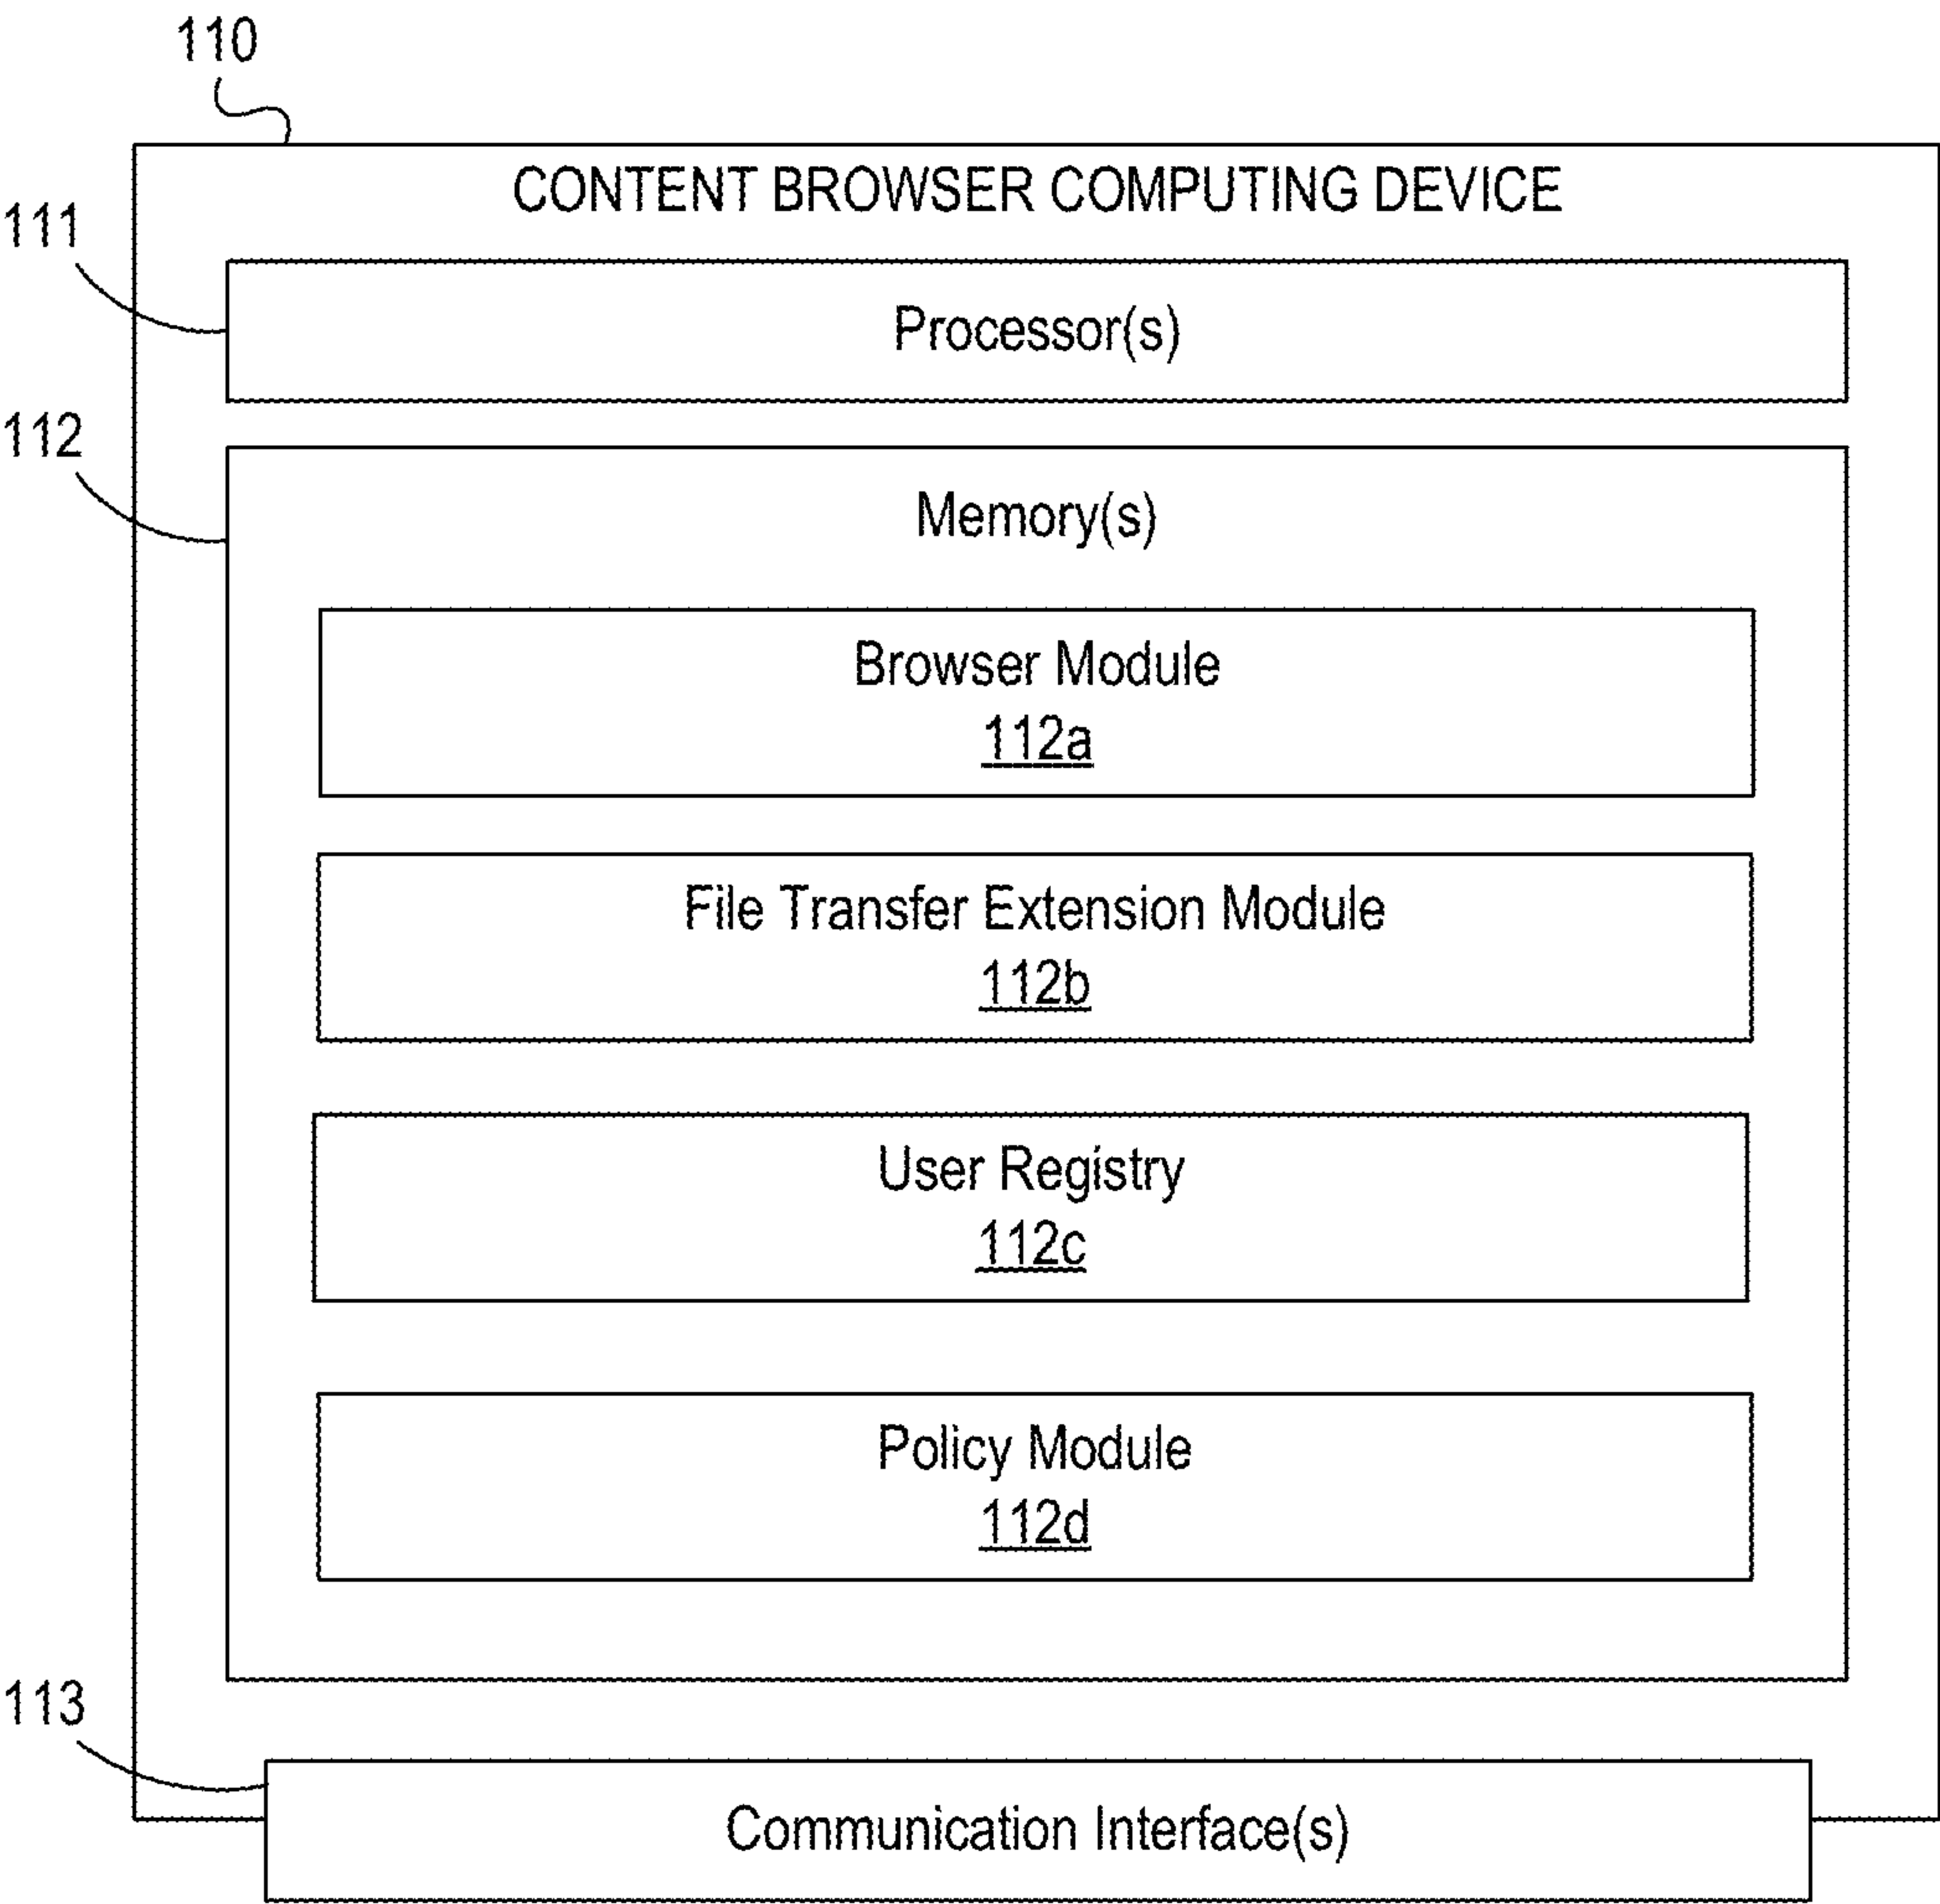 110
CONTENT BROWSER COMPUTING DEVICE
111
Processor(s)
112
Memory(s)
Browser Module
112a
File Transfer Extension Module
112b
User Registry
112c
Policy Module
112d
113
Communication Interface(s)